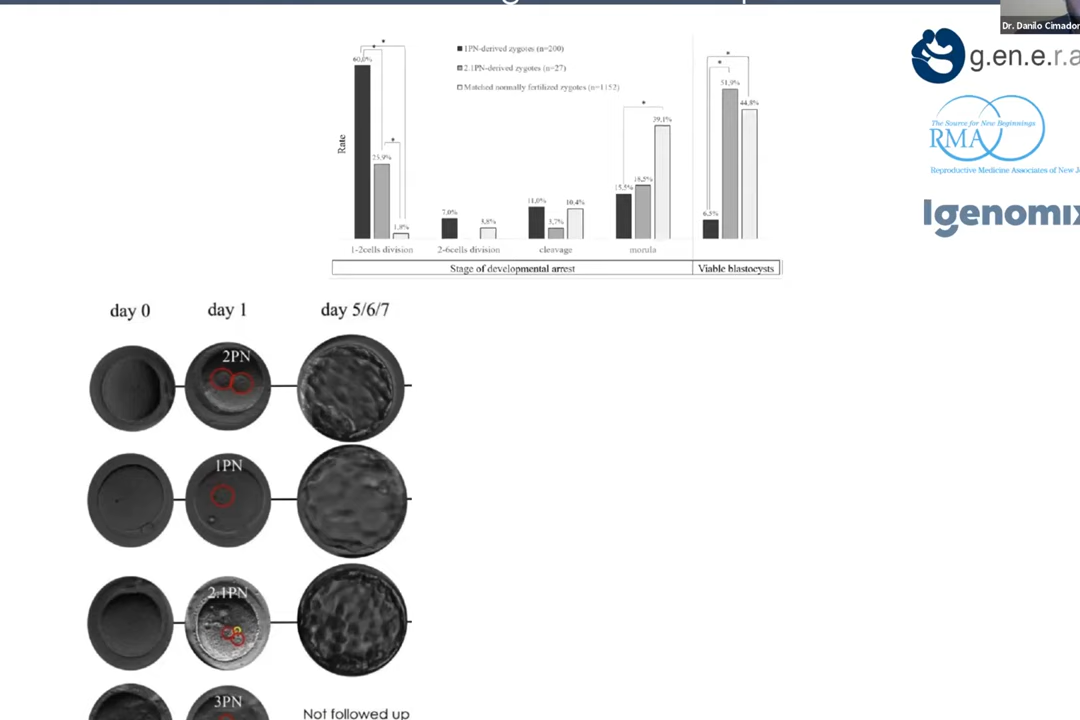 Dr. Danilo Cimador
g.en.e.ra
The Source for New Beginnings
RMA
Reproductive Medicine Associates of New J
Igenomix
Rate
1PN-derived zygotes (n=200)
2.1PN-derived zygotes (n=27)
Matched normally fertilized zygotes (n=1152)
60,0%
25,9%
1,8%
7,0%
3,8%
11,0%
3,7%
10,4%
15,5%
18,5%
39,1%
6,5%
51,9%
44,8%
1-2cells division
2-6cells division
cleavage
morula
Stage of developmental arrest
Viable blastocysts
day 0
day 1
day 5/6/7
2PN
1PN
2.1PN
3PN
Not followed up